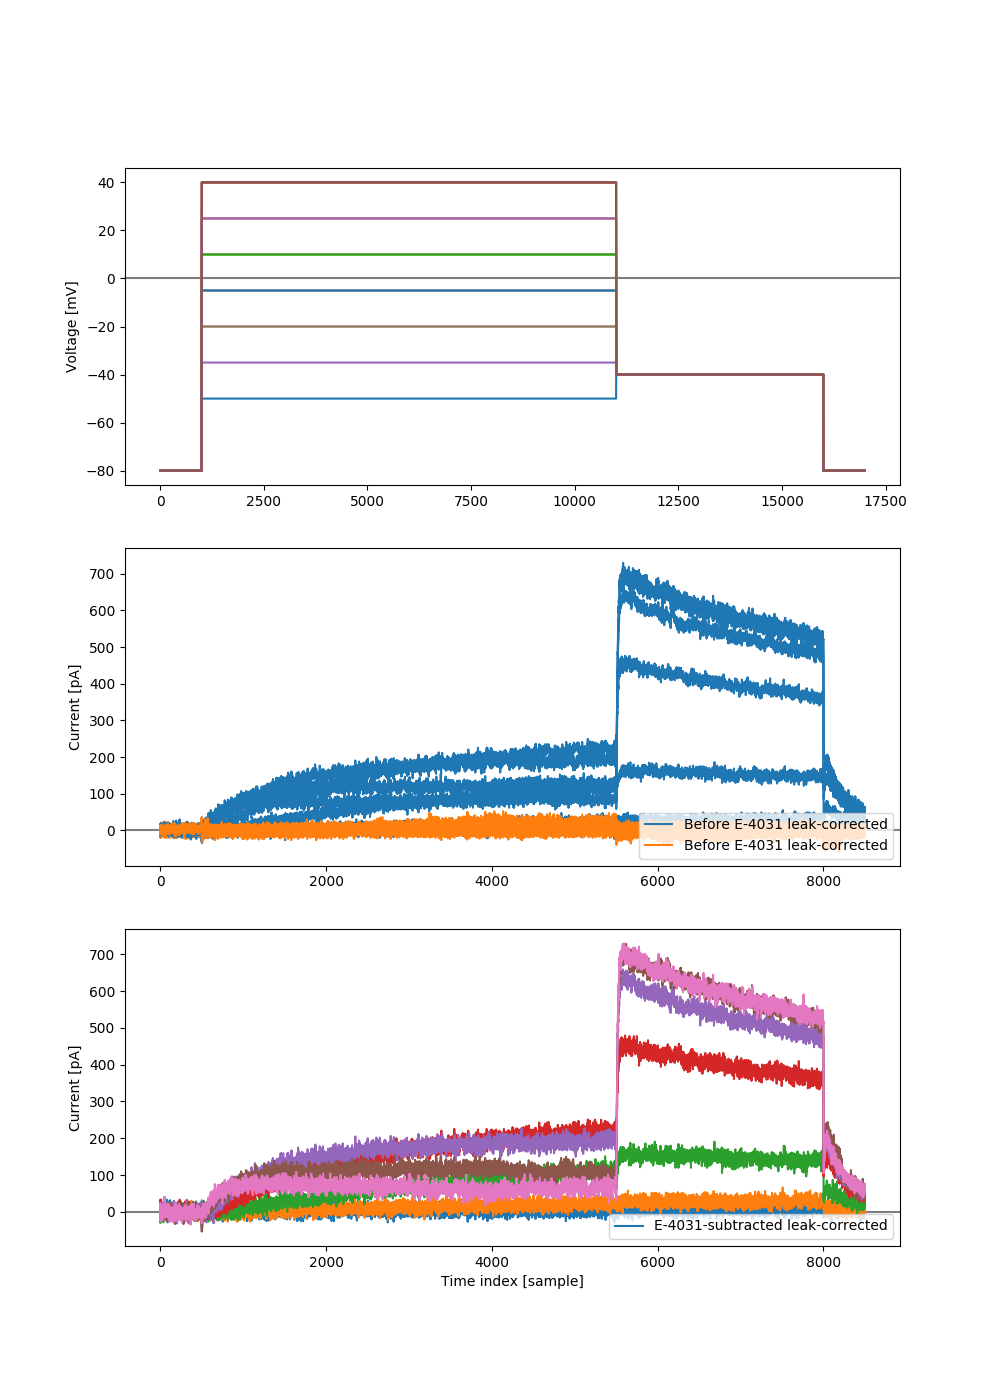 40
20
0
−20
−40
−60
−80
Voltage [mV]
0 2500 5000 7500 10000 12500 15000 17500
700
600
500
400
300
200
100
0
Current [pA]
Before E-4031 leak-corrected
Before E-4031 leak-corrected
0 2000 4000 6000 8000
700
600
500
400
300
200
100
0
Current [pA]
E-4031-subtracted leak-corrected
0 2000 4000 6000 8000
Time index [sample]